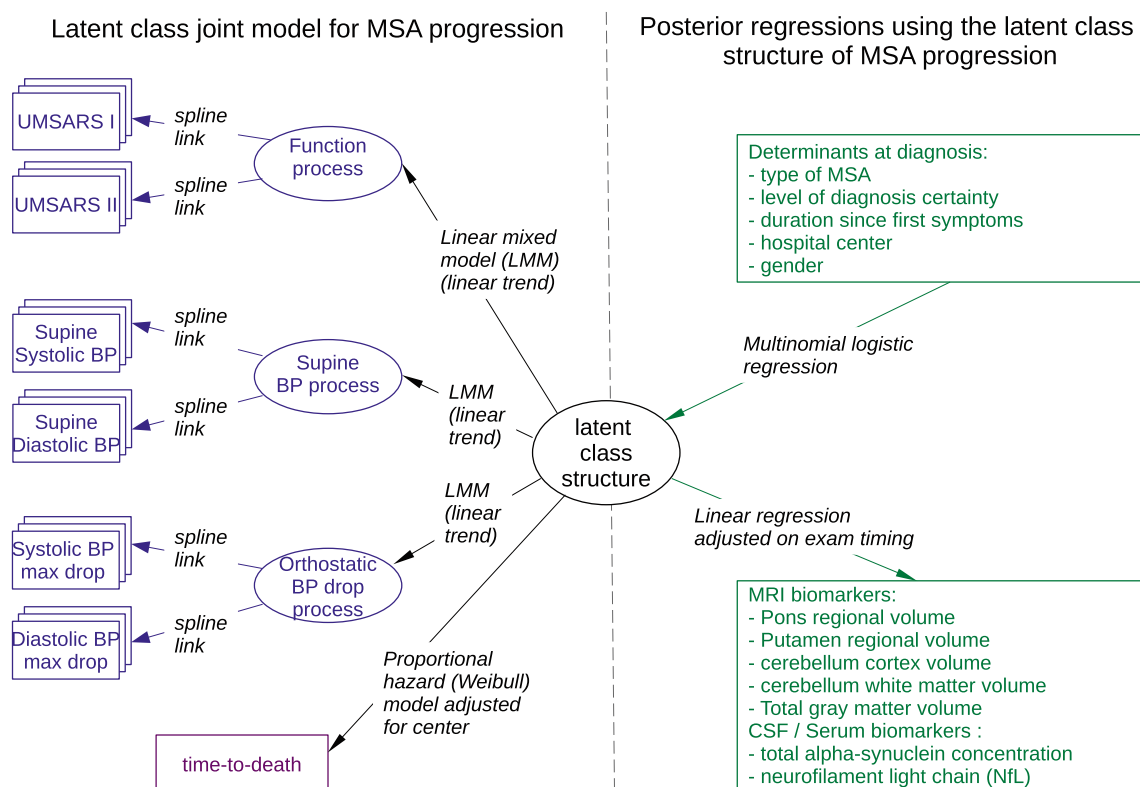 Latent class joint model for MSA progression
Posterior regressions using the latent class
structure of MSA progression
UMSARS I
UMSARS II
spline
link
spline
link
Function
process
Linear mixed
model (LMM)
(linear trend)
Supine
Systolic BP
Supine
Diastolic BP
spline
link
spline
link
Supine
BP process
LMM
(linear
trend)
Systolic BP
max drop
Diastolic BP
max drop
spline
link
spline
link
Orthostatic
BP drop
process
LMM
(linear
trend)
Proportional
hazard (Weibull)
model adjusted
for center
time-to-death
latent
class
structure
Determinants at diagnosis:
- type of MSA
- level of diagnosis certainty
- duration since first symptoms
- hospital center
- gender
Multinomial logistic
regression
Linear regression
adjusted on exam timing
MRI biomarkers:
- Pons regional volume
- Putamen regional volume
- cerebellum cortex volume
- cerebellum white matter volume
- Total gray matter volume
CSF / Serum biomarkers :
- total alpha-synuclein concentration
- neurofilament light chain (NfL)